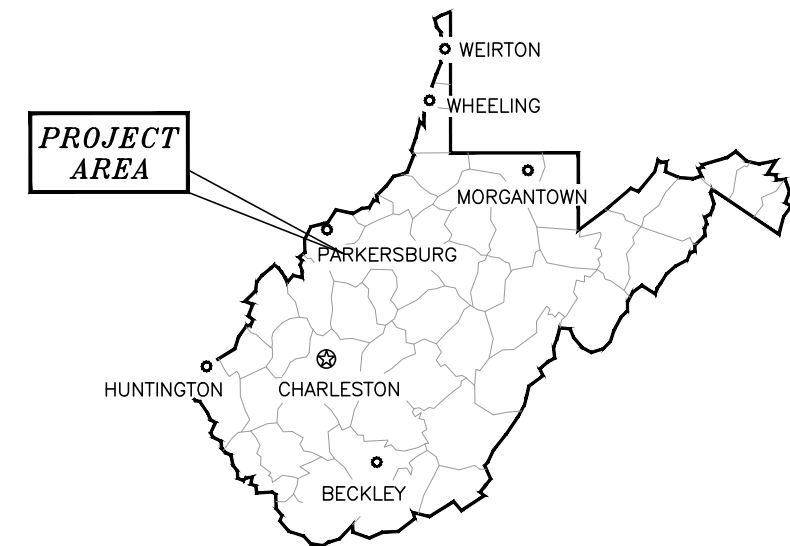 WEIRTON
WHEELING
PROJECT
AREA
MORGANTOWN
PARKERSBURG
HUNTINGTON
CHARLESTON
BECKLEY